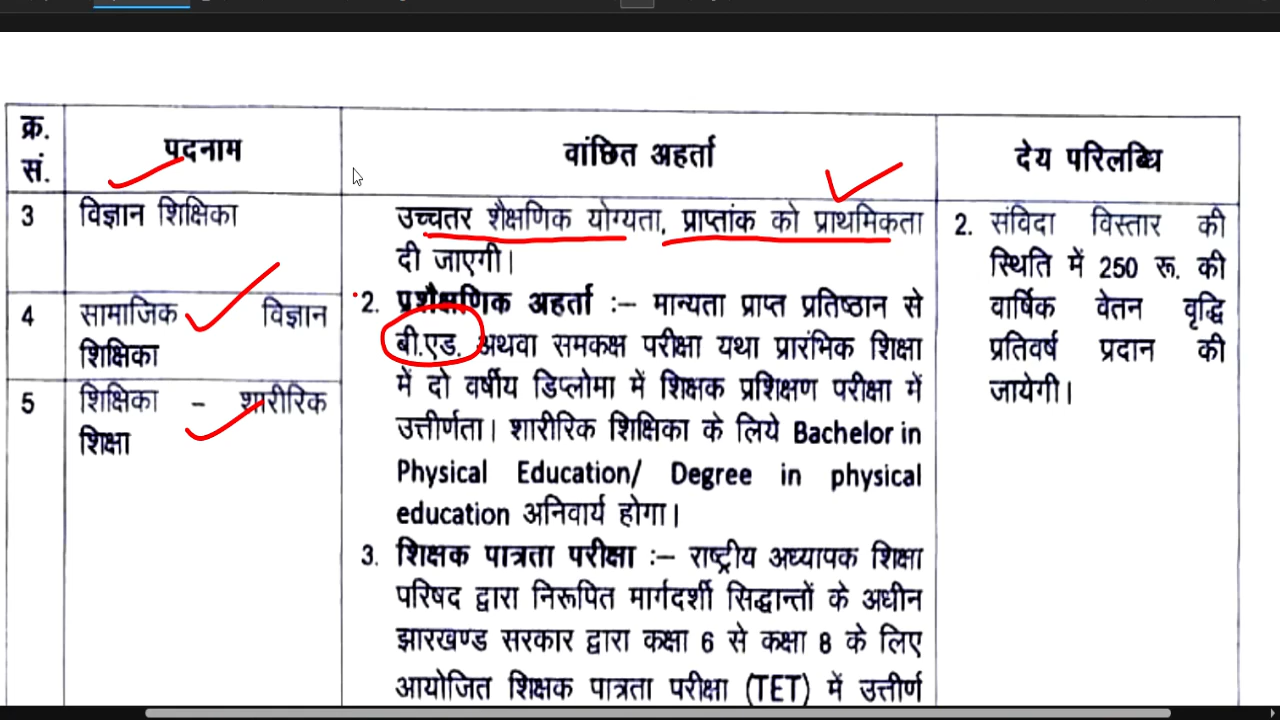 क्र. सं.
पदनाम
वांछित अहर्ता
देय परिलब्धि
3
विज्ञान शिक्षिका
4
सामाजिक विज्ञान
शिक्षिका
5
शिक्षिका – शारीरिक
शिक्षा
उच्चतर शैक्षणिक योग्यता, प्राप्तांक को प्राथमिकता
दी जाएगी।
2. प्रशैक्षणिक अहर्ता :– मान्यता प्राप्त प्रतिष्ठान से
बी.एड. अथवा समकक्ष परीक्षा यथा प्रारंभिक शिक्षा
में दो वर्षीय डिप्लोमा में शिक्षक प्रशिक्षण परीक्षा में
उत्तीर्णता। शारीरिक शिक्षिका के लिये Bachelor in
Physical Education/ Degree in physical
education अनिवार्य होगा।
3. शिक्षक पात्रता परीक्षा :– राष्ट्रीय अध्यापक शिक्षा
परिषद द्वारा निरूपित मार्गदर्शी सिद्धान्तों के अधीन
झारखण्ड सरकार द्वारा कक्षा 6 से कक्षा 8 के लिए
आयोजित शिक्षक पात्रता परीक्षा (TET) में उत्तीर्ण
2. संविदा विस्तार की
स्थिति में 250 रू. की
वार्षिक वेतन वृद्धि
प्रतिवर्ष प्रदान की
जायेगी।